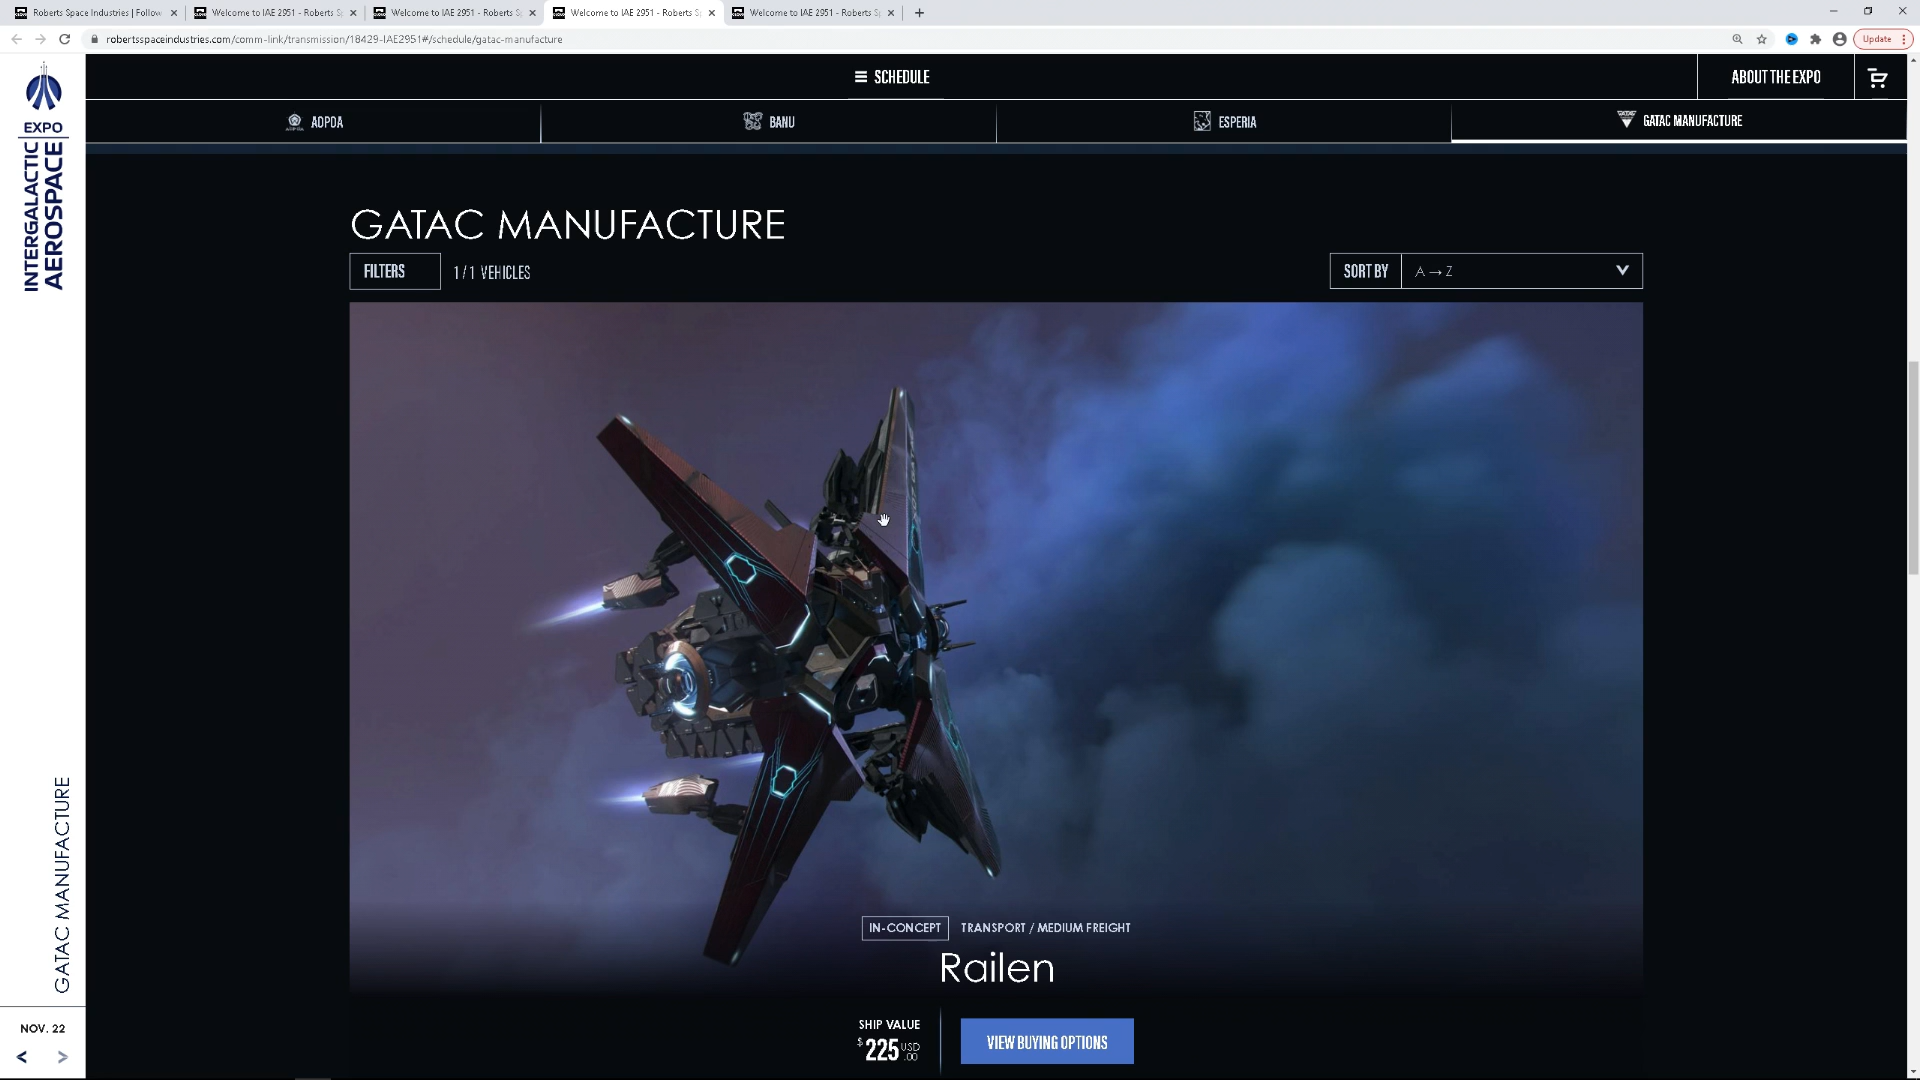 Roberts Space Industries | Follow
Welcome to IAE 2951 - Roberts S
Welcome to IAE 2951 - Roberts S
Welcome to IAE 2951 - Roberts S
Welcome to IAE 2951 - Roberts S
robertsspaceindustries.com/comm-link/transmission/18429-IAE2951#/schedule/gatac-manufacture
Update
EXPO
INTERGALACTIC
AEROSPACE
SCHEDULE
ABOUT THE EXPO
AOPOA
BANU
ESPERIA
GATAC MANUFACTURE
GATAC MANUFACTURE
FILTERS
1 / 1 VEHICLES
SORT BY
A → Z
IN-CONCEPT
TRANSPORT / MEDIUM FREIGHT
Railen
SHIP VALUE
$225.00 USD
VIEW BUYING OPTIONS
GATAC MANUFACTURE
NOV. 22
< >